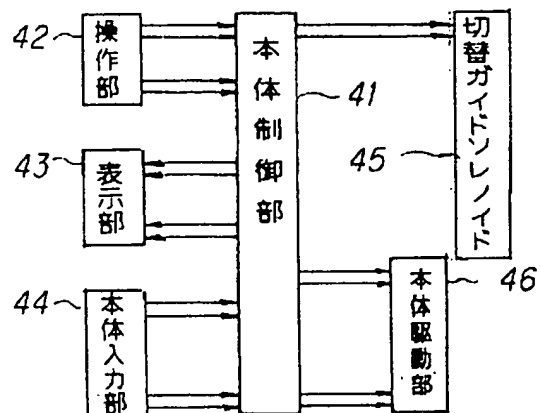 42
操作部
43
表示部
44
本体入力部
本体制御部
41
切替ガイドソレノイド
45
本体駆動部
46